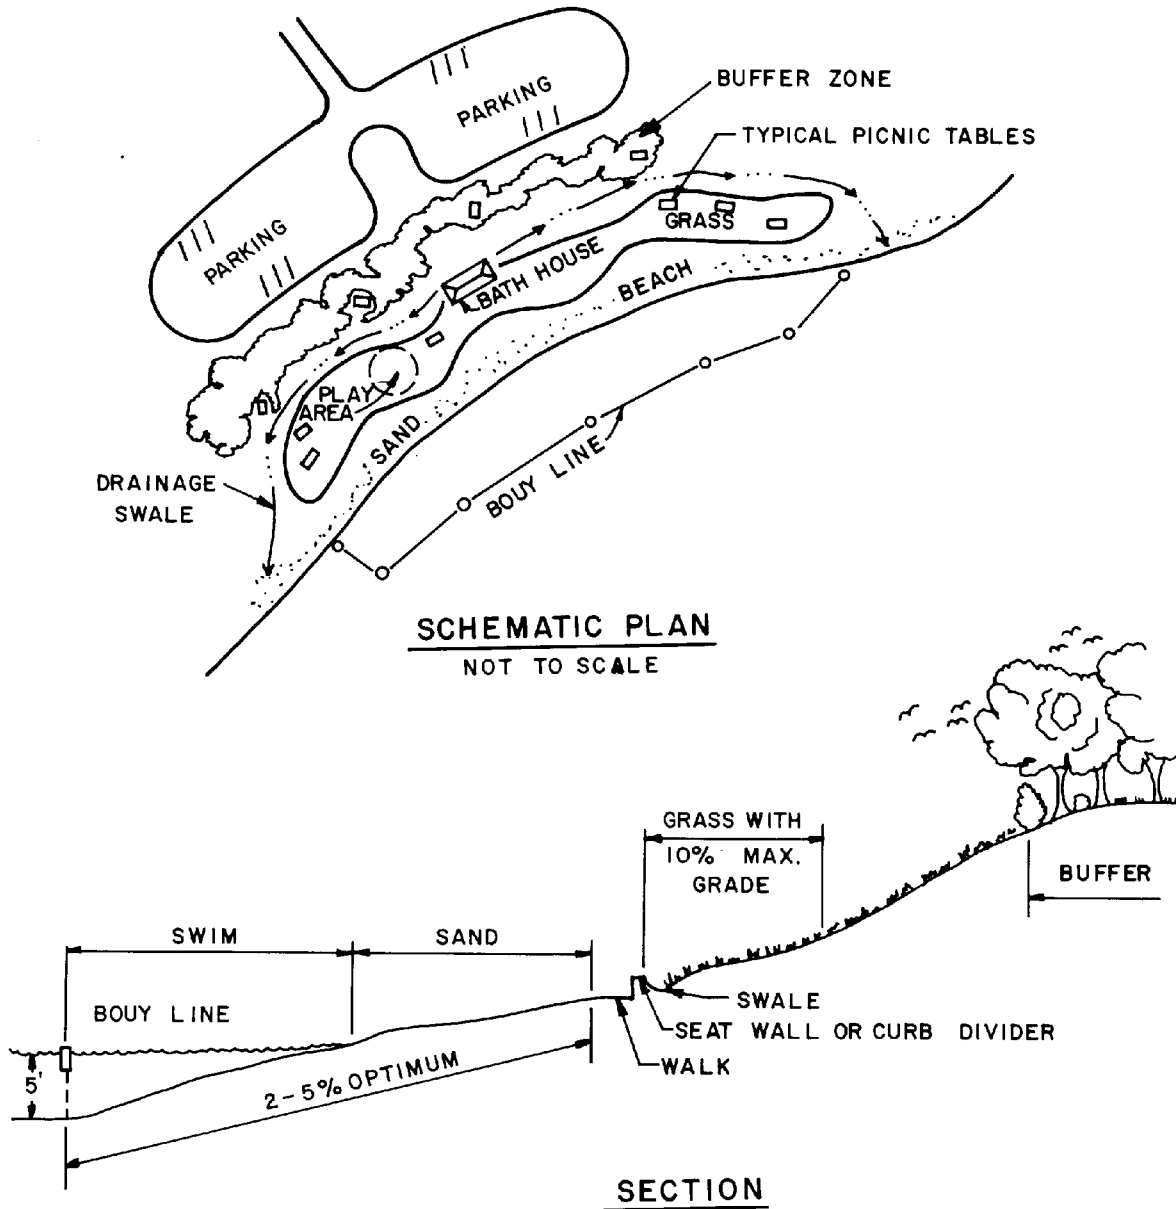 BUFFER ZONE
PARKING
TYPICAL PICNIC TABLES
GRASS
PARKING
BATH HOUSE
BEACH
PLAY
AREA
SAND
BOUY LINE
DRAINAGE
SWALE
SCHEMATIC PLAN
NOT TO SCALE
GRASS WITH
10% MAX.
GRADE
BUFFER
SWIM
SAND
BOUY LINE
SWALE
SEAT WALL OR CURB DIVIDER
WALK
5'
2-5% OPTIMUM
SECTION